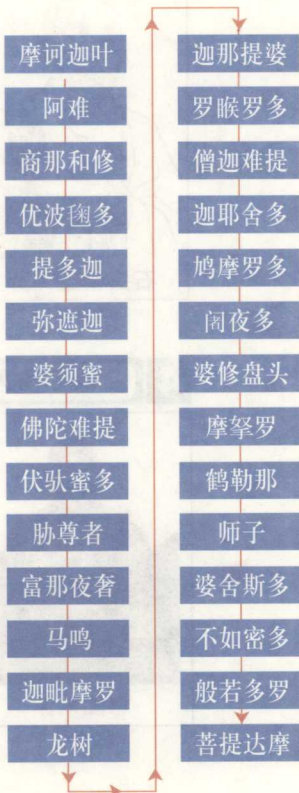 摩诃迦叶
阿难
商那和修
优波毱多
提多迦
弥遮迦
婆须蜜
佛陀难提
伏驮蜜多
胁尊者
富那夜奢
马鸣
迦毗摩罗
龙树
迦那提婆
罗睺罗多
僧迦难提
迦耶舍多
鸠摩罗多
阇夜多
婆修盘头
摩拏罗
鹤勒那
师子
婆舍斯多
不如密多
般若多罗
菩提达摩